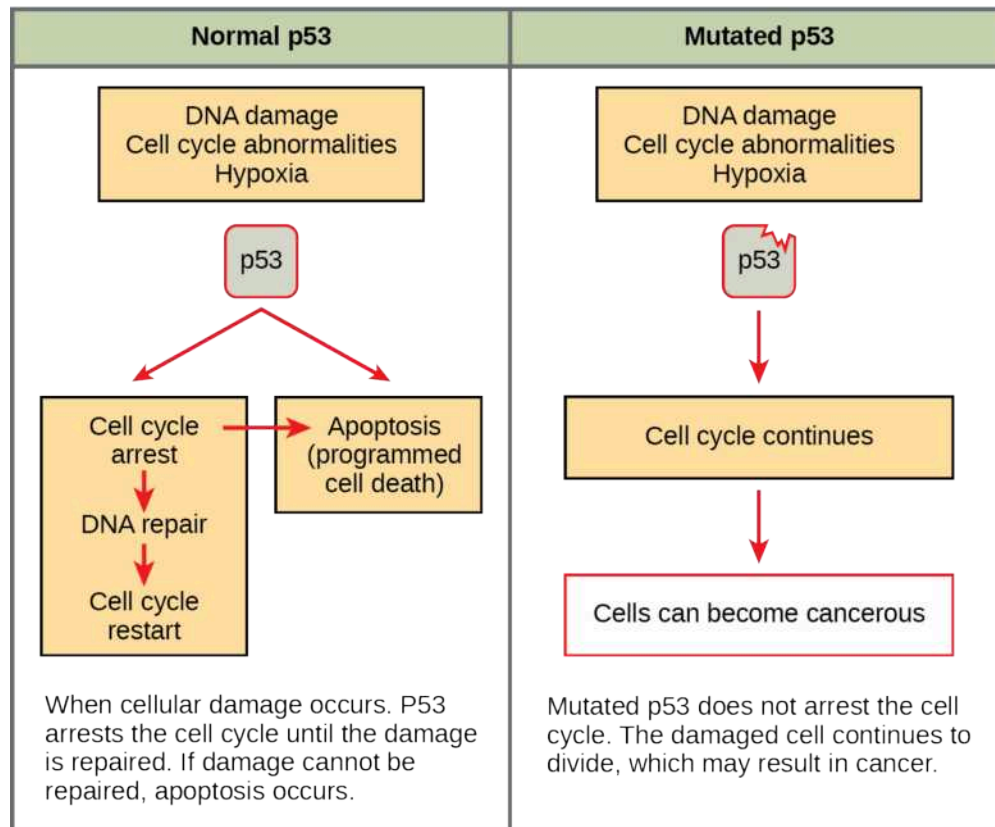 Normal p53
DNA damage
Cell cycle abnormalities
Hypoxia
p53
Cell cycle
arrest
DNA repair
Cell cycle
restart
Apoptosis
(programmed
cell death)
When cellular damage occurs. P53
arrests the cell cycle until the damage
is repaired. If damage cannot be
repaired, apoptosis occurs.
Mutated p53
DNA damage
Cell cycle abnormalities
Hypoxia
p53
Cell cycle continues
Cells can become cancerous
Mutated p53 does not arrest the cell
cycle. The damaged cell continues to
divide, which may result in cancer.